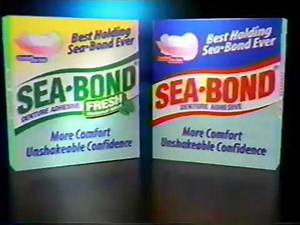 Best Holding
Sea-Bond Ever
SEA•BOND
DENTURE ADHESIVE
FRESH
More Comfort
Unshakeable Confidence
Best Holding
Sea-Bond Ever
SEA•BOND
DENTURE ADHESIVE
More Comfort
Unshakeable Confidence